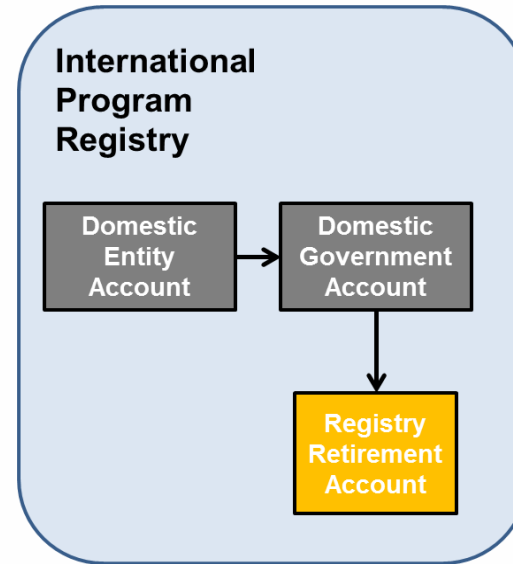 International
Program
Registry
Domestic
Entity
Account
Domestic
Government
Account
Registry
Retirement
Account